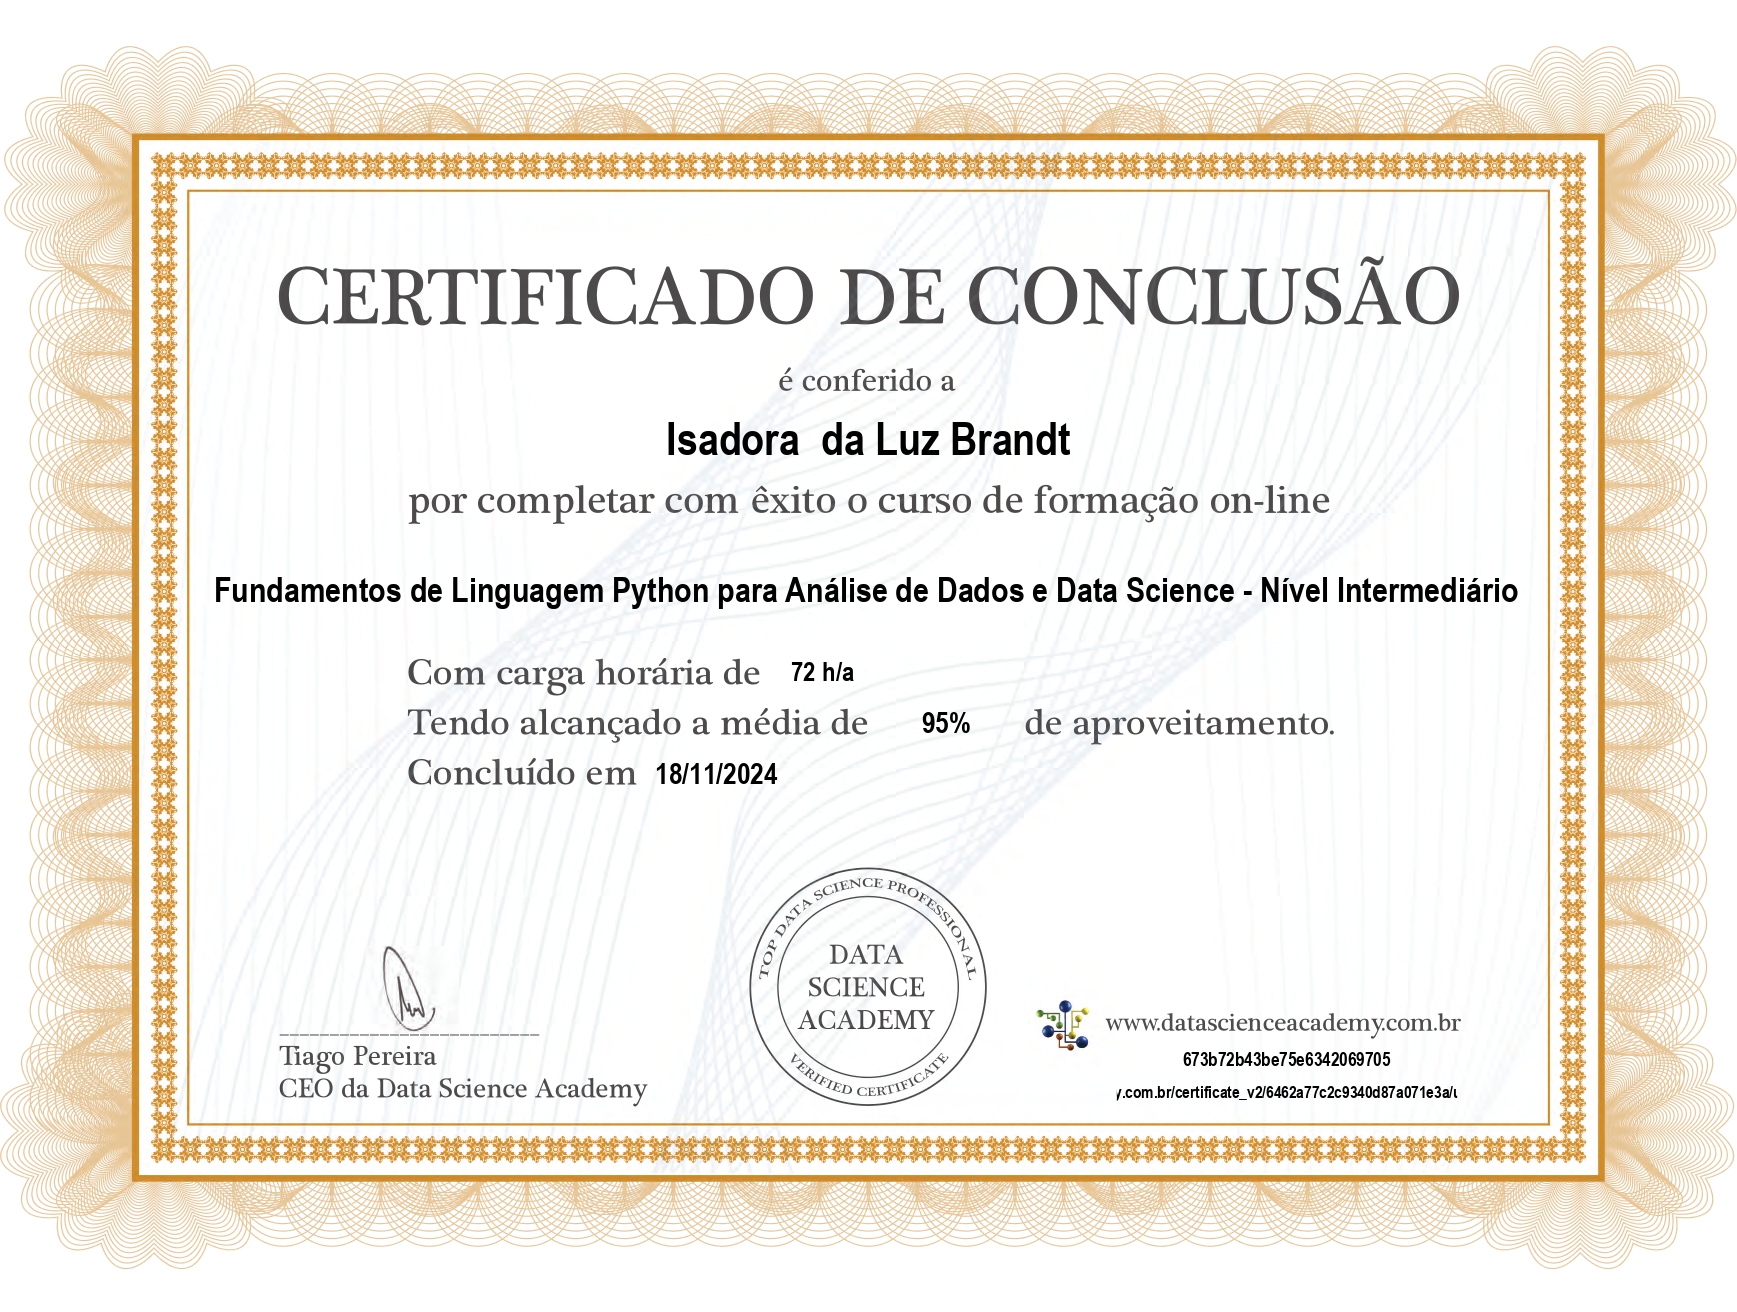 CERTIFICADO DE CONCLUSÃO
é conferido a
Isadora  da Luz Brandt
por completar com êxito o curso de formação on-line
Fundamentos de Linguagem Python para Análise de Dados e Data Science - Nível Intermediário
Com carga horária de 72 h/a
Tendo alcançado a média de 95% de aproveitamento.
Concluído em 18/11/2024
TOP DATA SCIENCE PROFESSIONAL
DATA
SCIENCE
ACADEMY
VERIFIED CERTIFICATE
Tiago Pereira
CEO da Data Science Academy
www.datascienceacademy.com.br
673b72b43be75e6342069705
y.com.br/certificate_v2/6462a77c2c9340d87a071e3a/